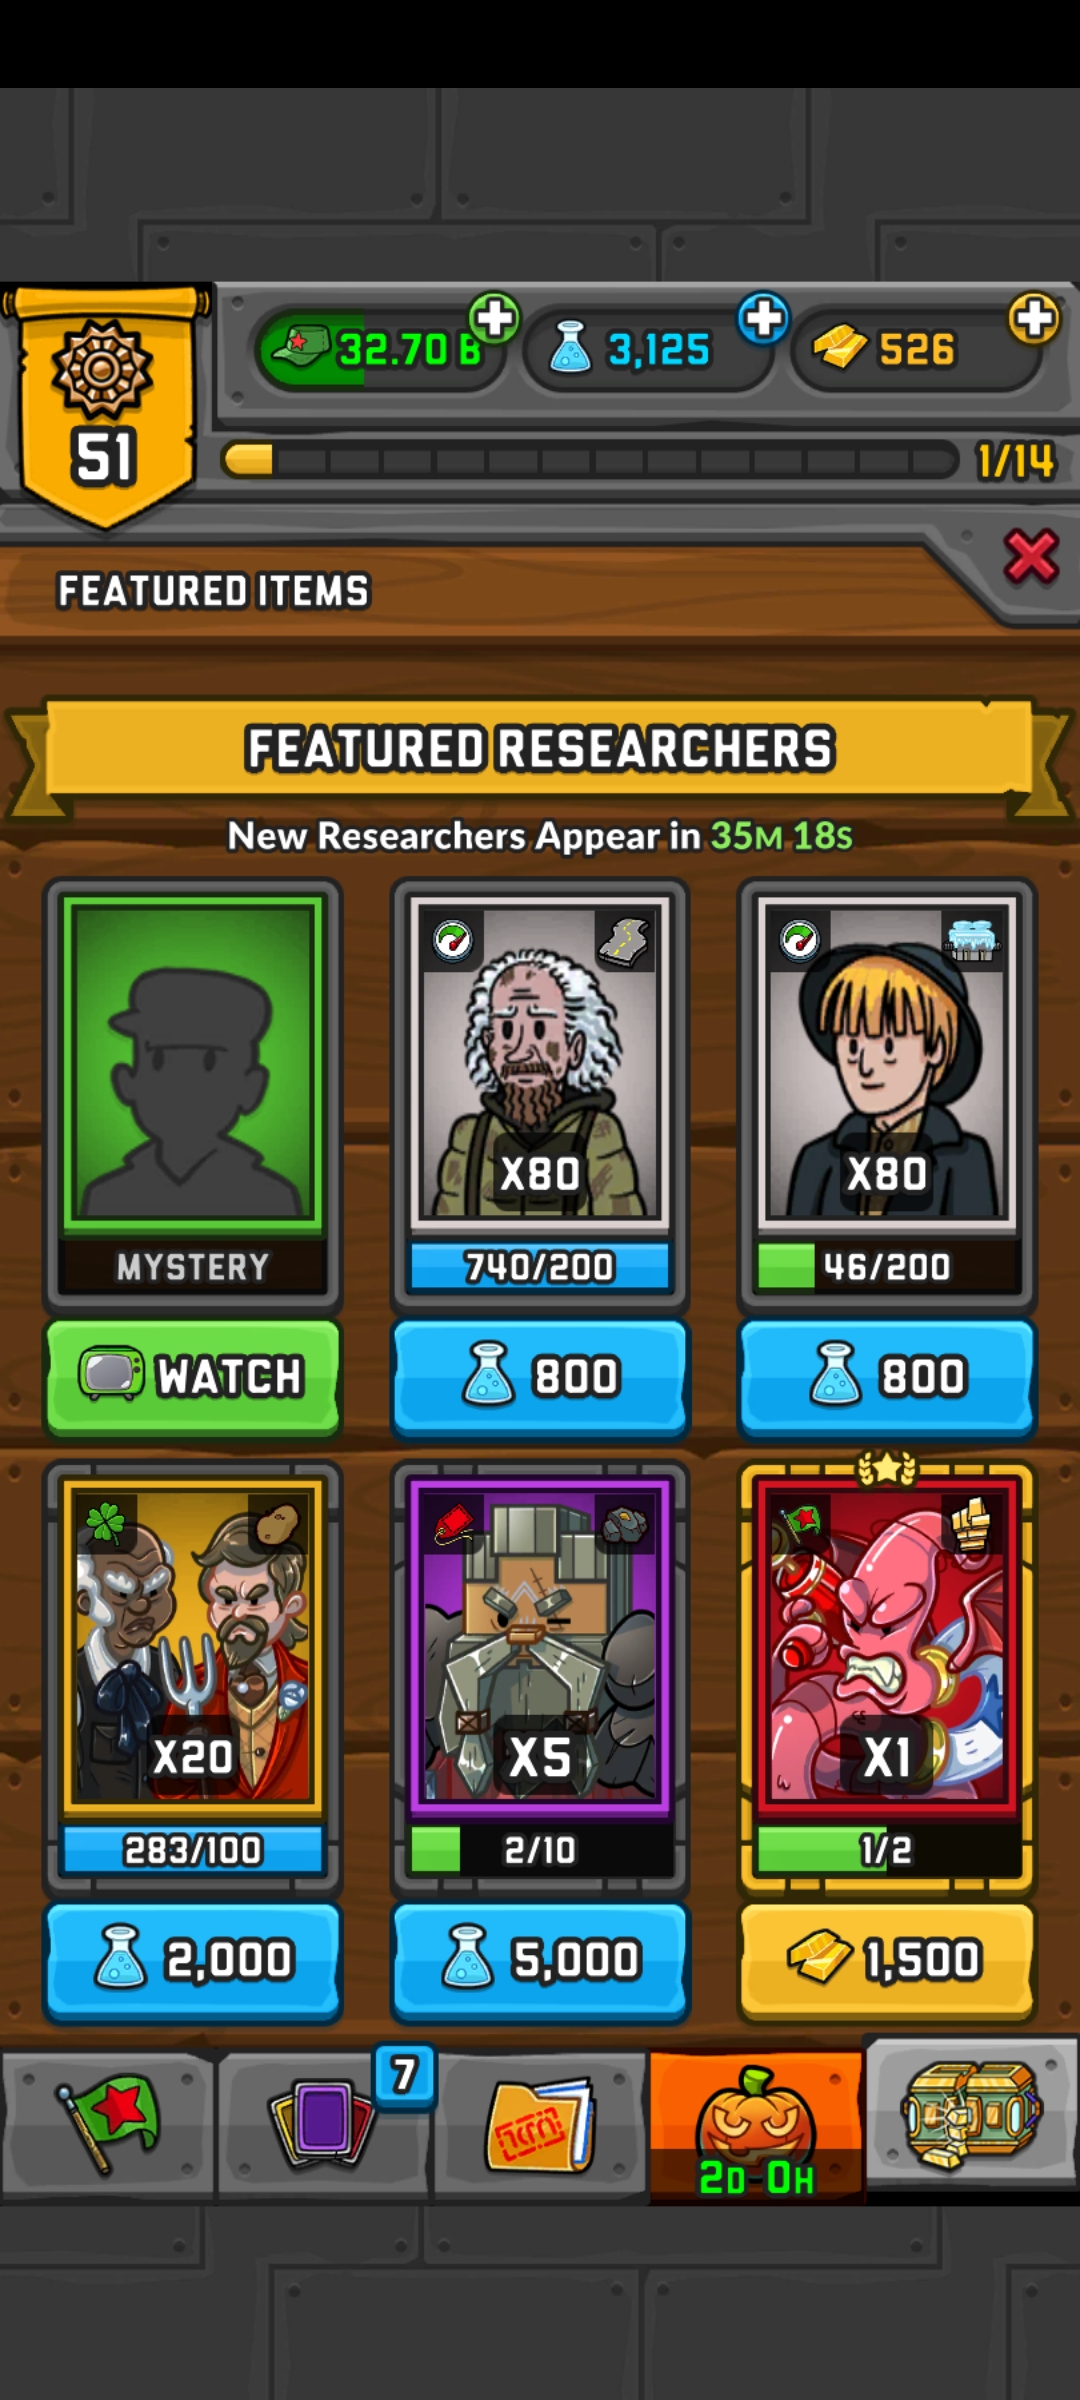 32.70 B
3,125
526
51
1/14
FEATURED ITEMS
FEATURED RESEARCHERS
New Researchers Appear in 35M 18S
X80
X80
MYSTERY
740/200
46/200
WATCH
800
800
X20
X5
X1
283/100
2/10
1/2
2,000
5,000
1,500
7
2D 0H